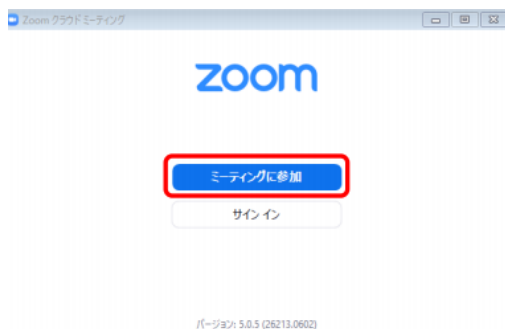 Zoom クラウド ミーティング
zoom
ミーティングに参加
サイン イン
バージョン: 5.0.5 (26213.0602)